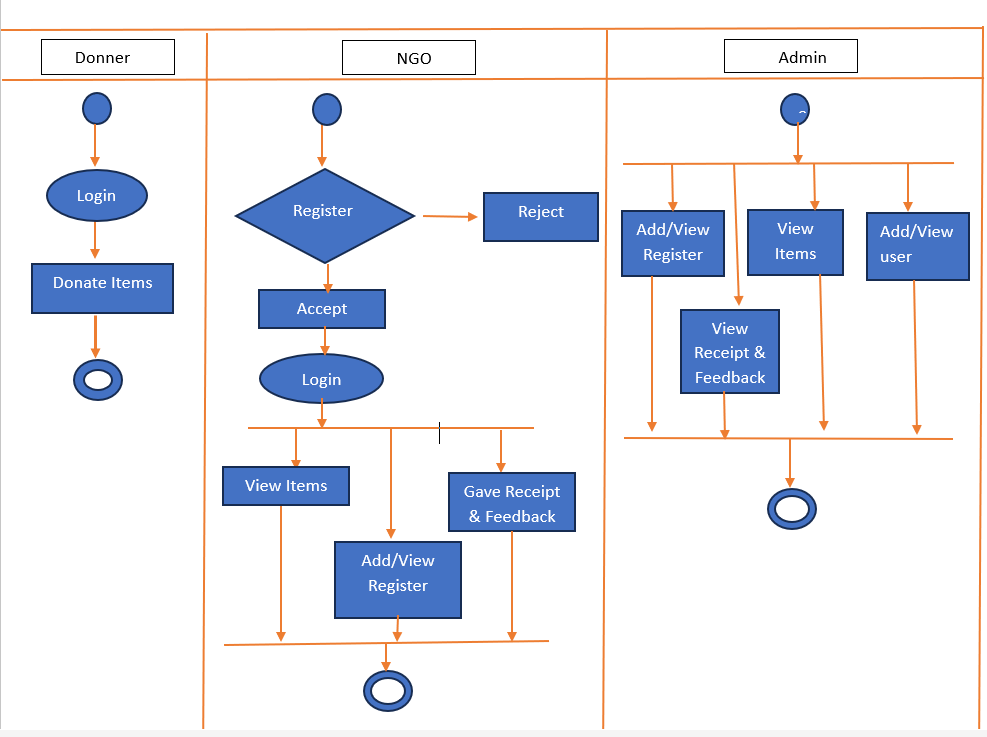 Donner
NGO
Admin
Login
Donate Items
Register
Reject
Accept
Login
View Items
Add/View
Register
Gave Receipt
& Feedback
Add/View
Register
View
Receipt &
Feedback
View
Items
Add/View
user